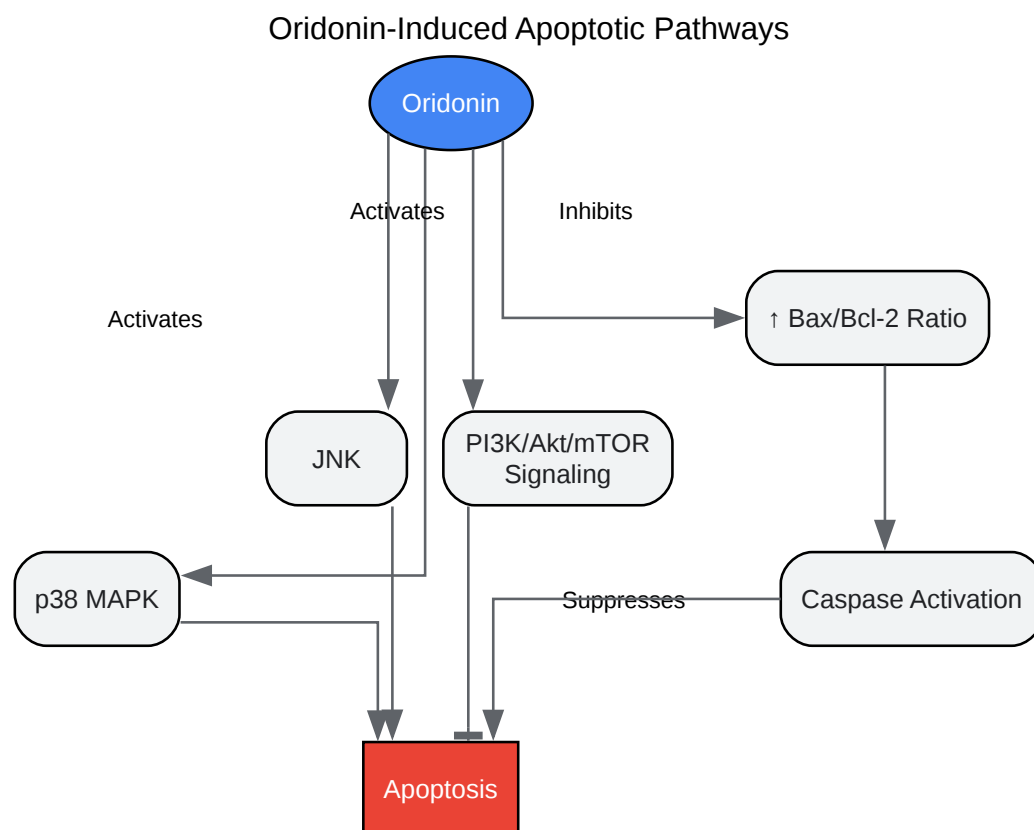 Oridonin-Induced Apoptotic Pathways
Oridonin
Activates
Inhibits
↑ Bax/Bcl-2 Ratio
Activates
JNK
PI3K/Akt/mTOR
Signaling
p38 MAPK
Suppresses
Caspase Activation
Apoptosis